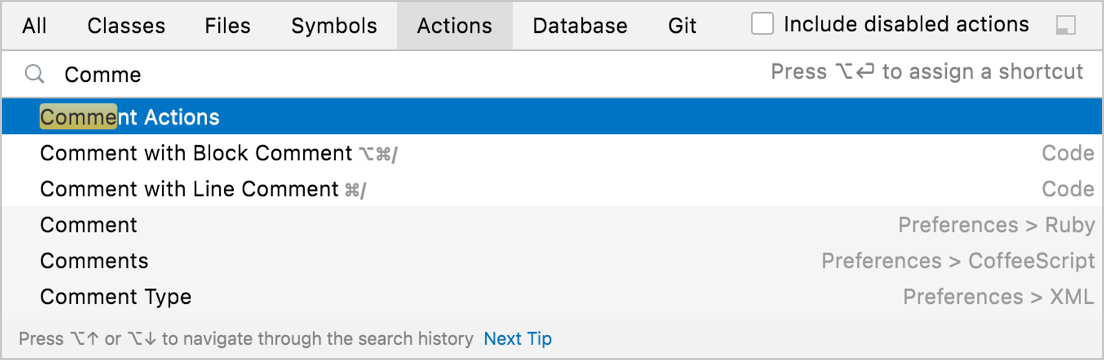 All Classes Files Symbols Actions Database Git Include disabled actions
Comme Press ⌥⏎ to assign a shortcut
Comment Actions
Comment with Block Comment ⌥⌘/ Code
Comment with Line Comment ⌘/ Code
Comment Preferences > Ruby
Comments Preferences > CoffeeScript
Comment Type Preferences > XML
Press ⌥↑ or ⌥↓ to navigate through the search history Next Tip